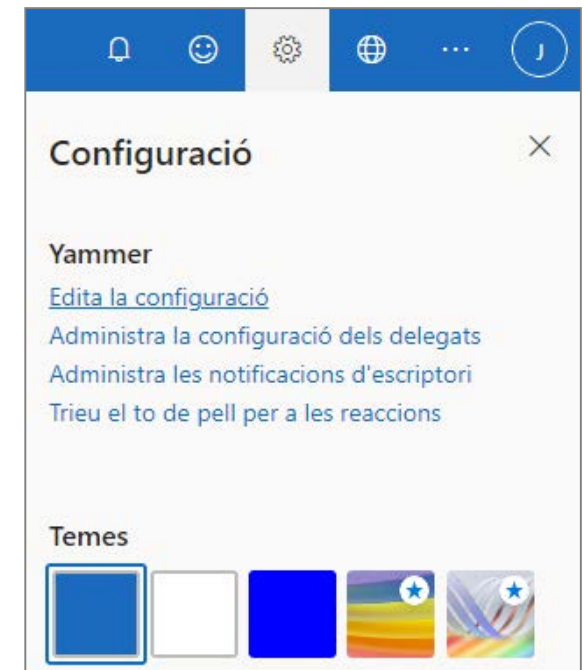 J
Configuració
Yammer
Edita la configuració
Administra la configuració dels delegats
Administra les notificacions d'escriptori
Trieu el to de pell per a les reaccions
Temes